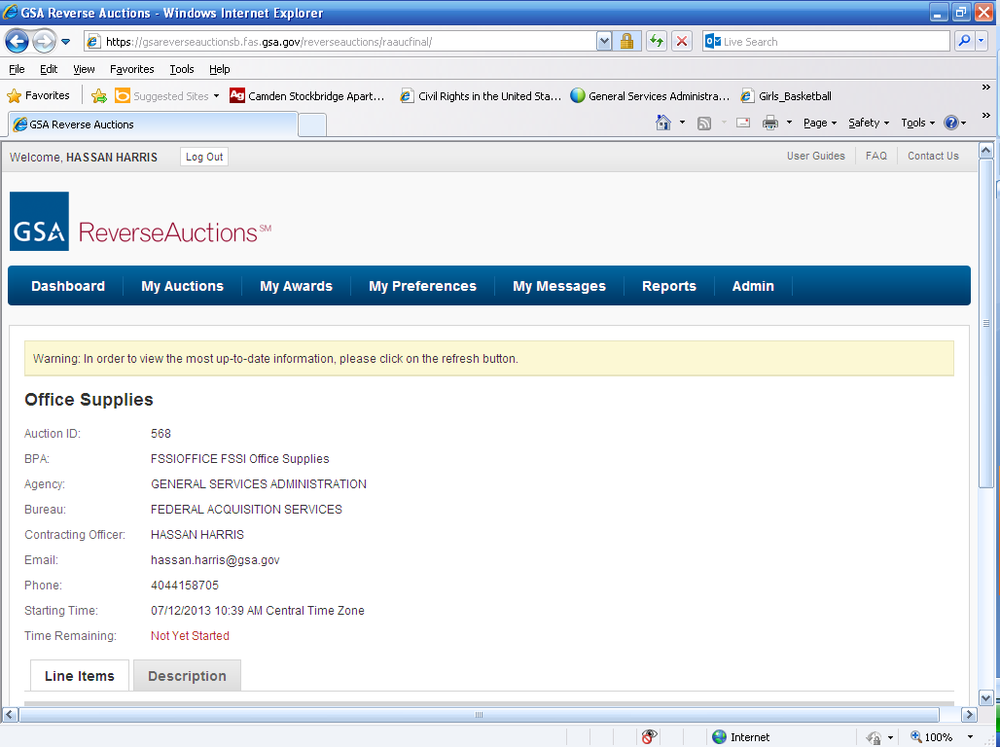 GSA Reverse Auctions - Windows Internet Explorer
https://gsareverseauctionsb.fas.gsa.gov/reverseauctions/raaucfinal/
Live Search
File Edit View Favorites Tools Help
Favorites Suggested Sites Ag Camden Stockbridge Apart... Civil Rights in the United Sta... General Services Administra... Girls_Basketball
GSA Reverse Auctions
Page Safety Tools
Welcome, HASSAN HARRIS Log Out User Guides FAQ Contact Us
GSA ReverseAuctions SM
Dashboard My Auctions My Awards My Preferences My Messages Reports Admin
Warning: In order to view the most up-to-date information, please click on the refresh button.
Office Supplies
Auction ID: 568
BPA: FSSIOFFICE FSSI Office Supplies
Agency: GENERAL SERVICES ADMINISTRATION
Bureau: FEDERAL ACQUISITION SERVICES
Contracting Officer: HASSAN HARRIS
Email: hassan.harris@gsa.gov
Phone: 4044158705
Starting Time: 07/12/2013 10:39 AM Central Time Zone
Time Remaining: Not Yet Started
Line Items Description
Internet 100%